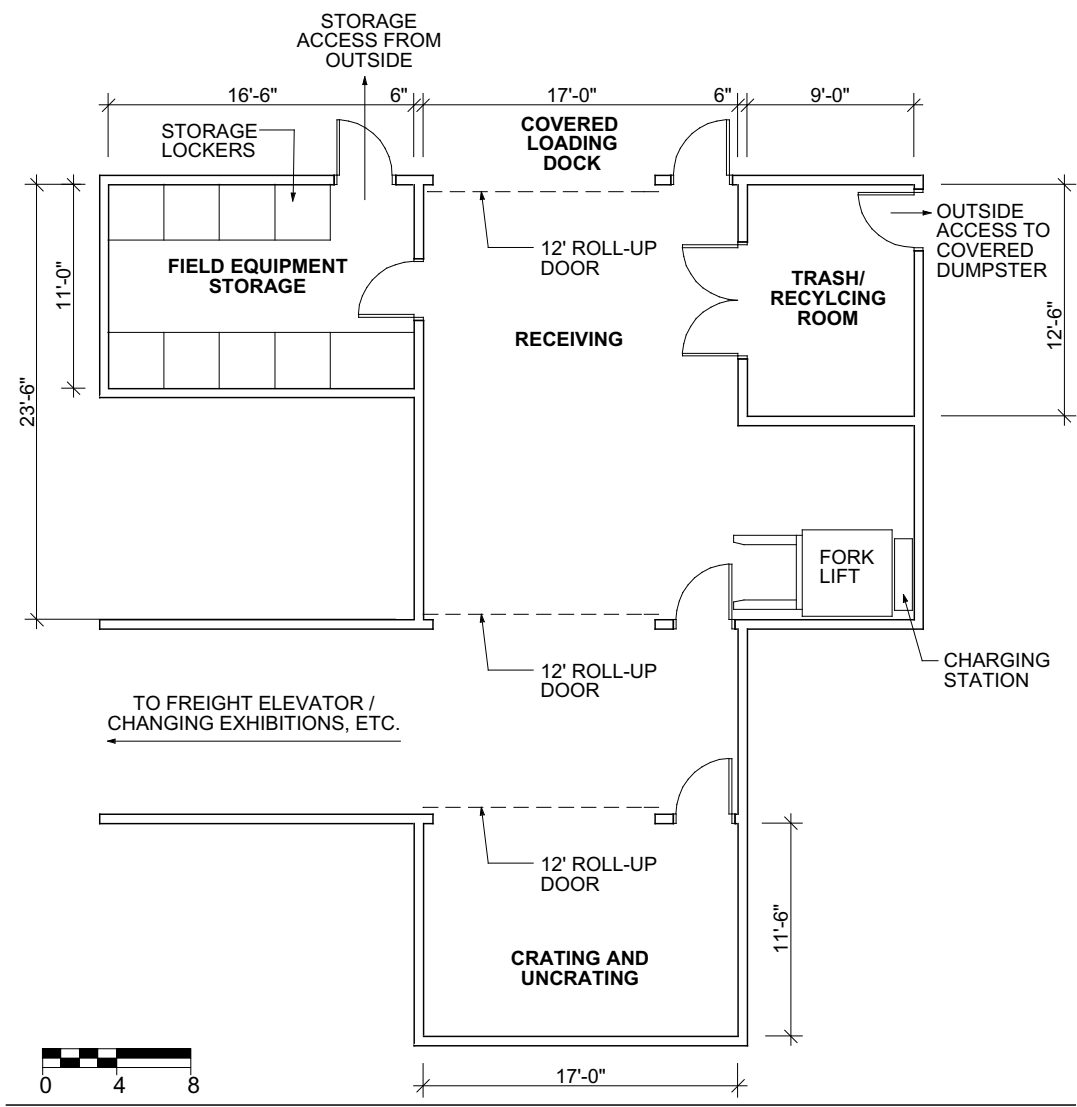 STORAGE
ACCESS FROM
OUTSIDE
16'-6"
6"
17'-0"
6"
9'-0"
STORAGE
LOCKERS
COVERED
LOADING
DOCK
12' ROLL-UP
DOOR
OUTSIDE
ACCESS TO
COVERED
DUMPSTER
FIELD EQUIPMENT
STORAGE
11'-0"
TRASH/
RECYLCING
ROOM
RECEIVING
12'-6"
23'-6"
FORK
LIFT
CHARGING
STATION
12' ROLL-UP
DOOR
TO FREIGHT ELEVATOR /
CHANGING EXHIBITIONS, ETC.
12' ROLL-UP
DOOR
11'-6"
CRATING AND
UNCRATING
0 4 8
17'-0"